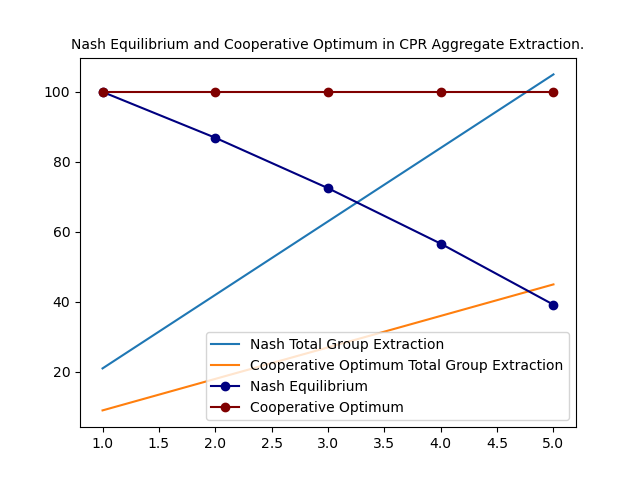 Nash Equilibrium and Cooperative Optimum in CPR Aggregate Extraction.
100
80
60
40
20
Nash Total Group Extraction
Cooperative Optimum Total Group Extraction
Nash Equilibrium
Cooperative Optimum
1.0 1.5 2.0 2.5 3.0 3.5 4.0 4.5 5.0